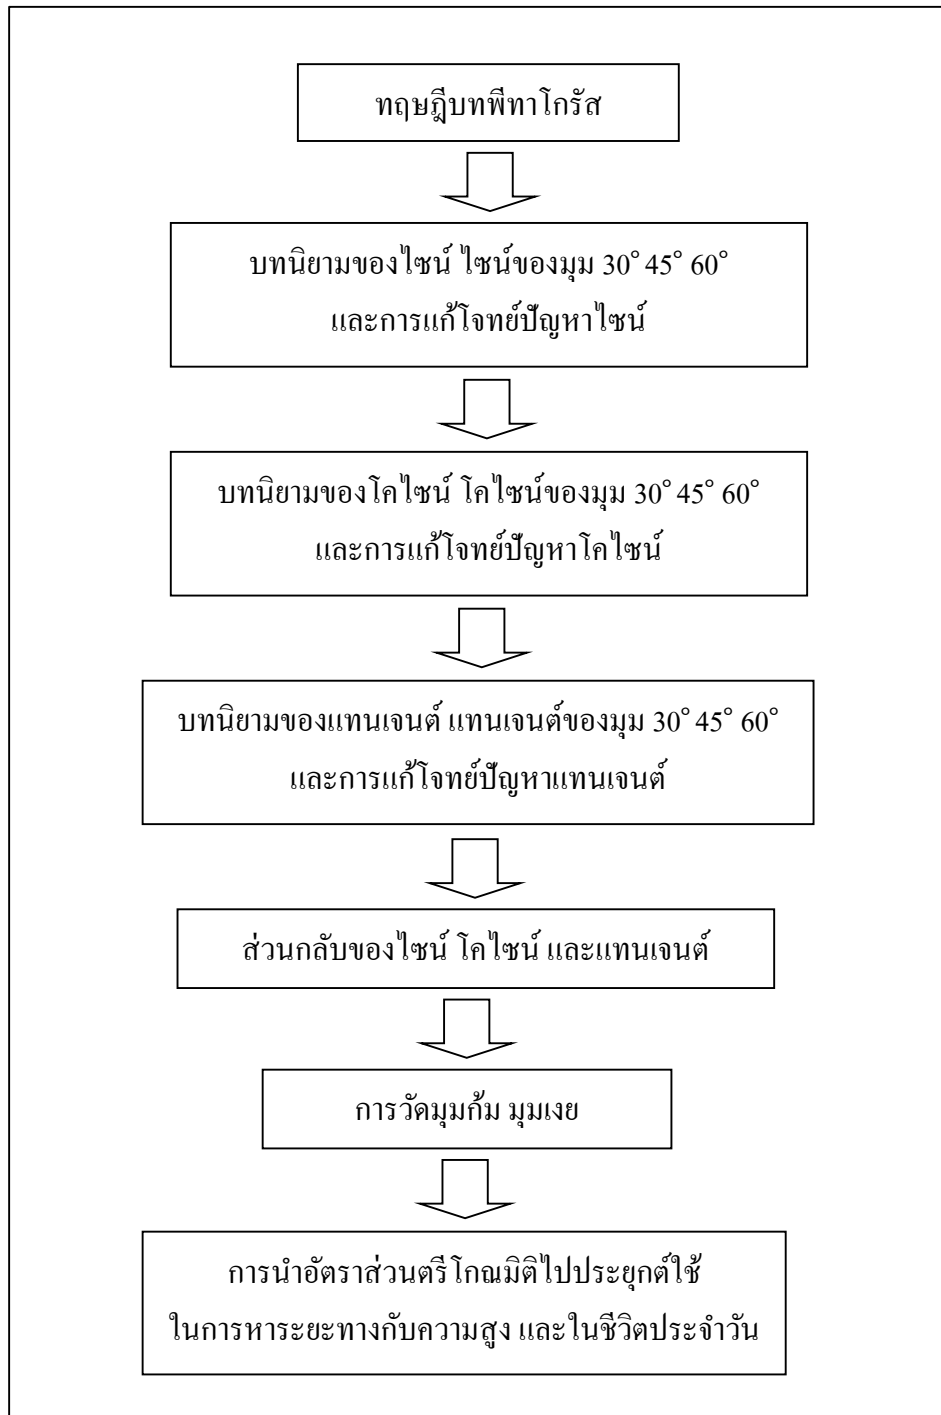 ทฤษฎีบทพีทาโกรัส
บทนิยามของไซน์ ไซน์ของมุม 30° 45° 60°
และการแก้โจทย์ปัญหาไซน์
บทนิยามของโคไซน์ โคไซน์ของมุม 30° 45° 60°
และการแก้โจทย์ปัญหาโคไซน์
บทนิยามของแทนเจนต์ แทนเจนต์ของมุม 30° 45° 60°
และการแก้โจทย์ปัญหาแทนเจนต์
ส่วนกลับของไซน์ โคไซน์ และแทนเจนต์
การวัดมุมก้ม มุมเงย
การนำอัตราส่วนตรีโกณมิติไปประยุกต์ใช้
ในการหาระยะทางกับความสูง และในชีวิตประจำวัน